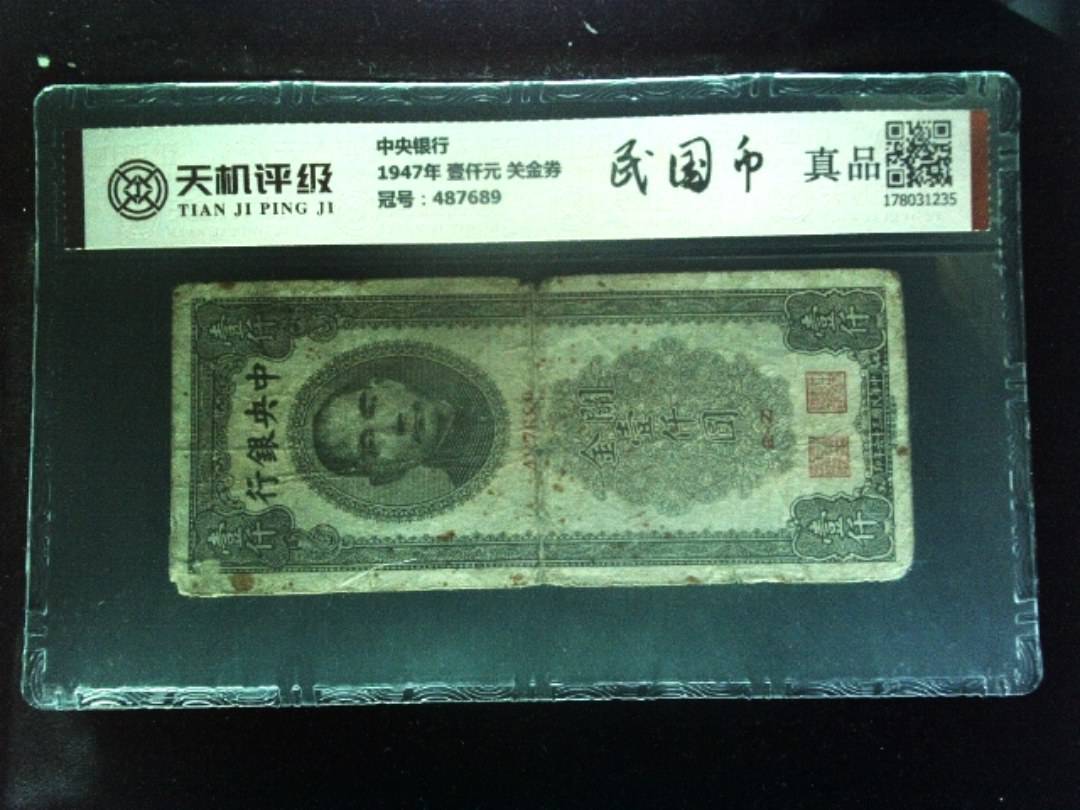 天机评级
TIAN JI PING JI
中央银行
1947年 壹仟元 关金券
冠号：487689
民国币
真品
178031235
壹仟
壹仟
中央銀行
關金
壹仟圓
壹仟
壹仟